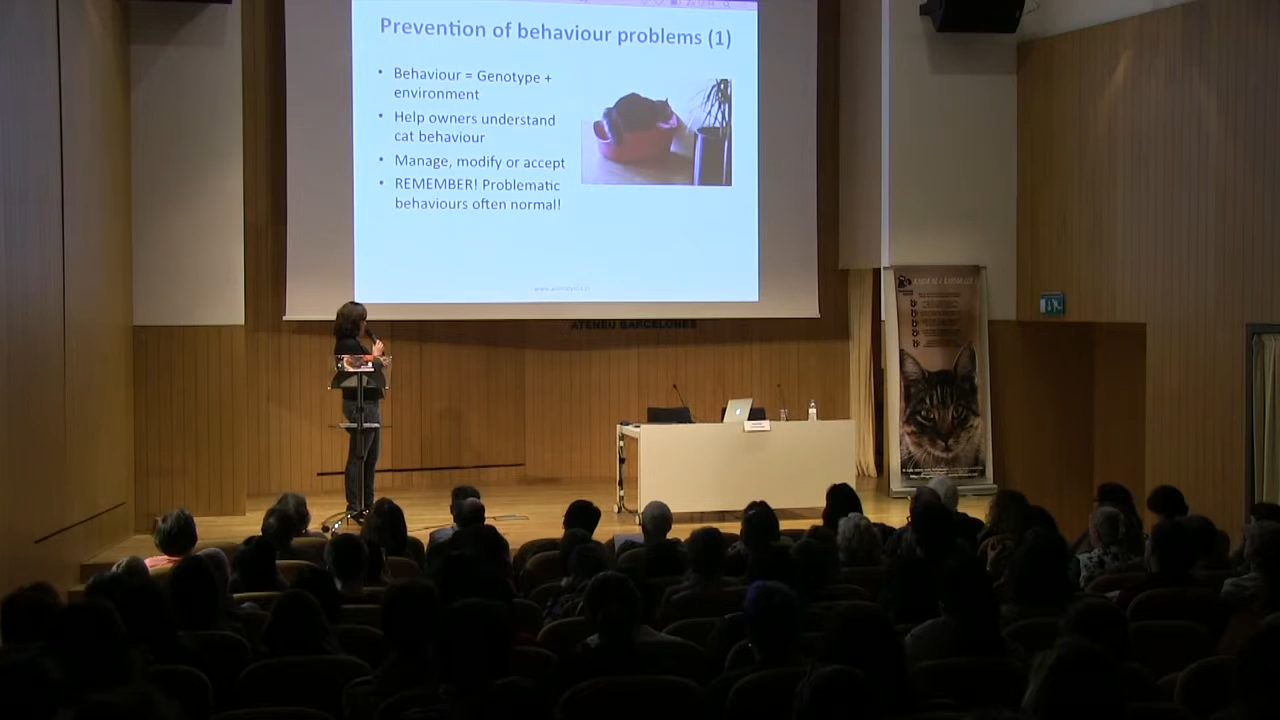 Prevention of behaviour problems (1)
• Behaviour = Genotype +
environment
• Help owners understand
cat behaviour
• Manage, modify or accept
• REMEMBER! Problematic
behaviours often normal!
ATENEU BARCELONÈS